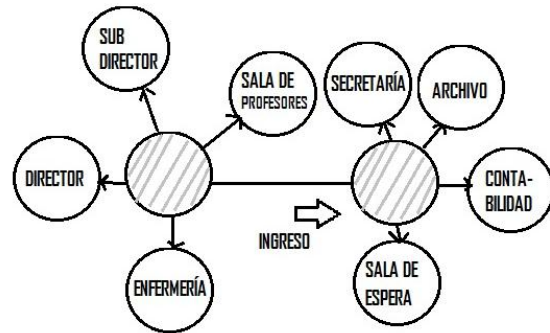 SUB
DIRECTOR
SALA DE
PROFESORES
SECRETARÍA
ARCHIVO
DIRECTOR
CONTA-
BILIDAD
INGRESO
ENFERMERÍA
SALA DE
ESPERA